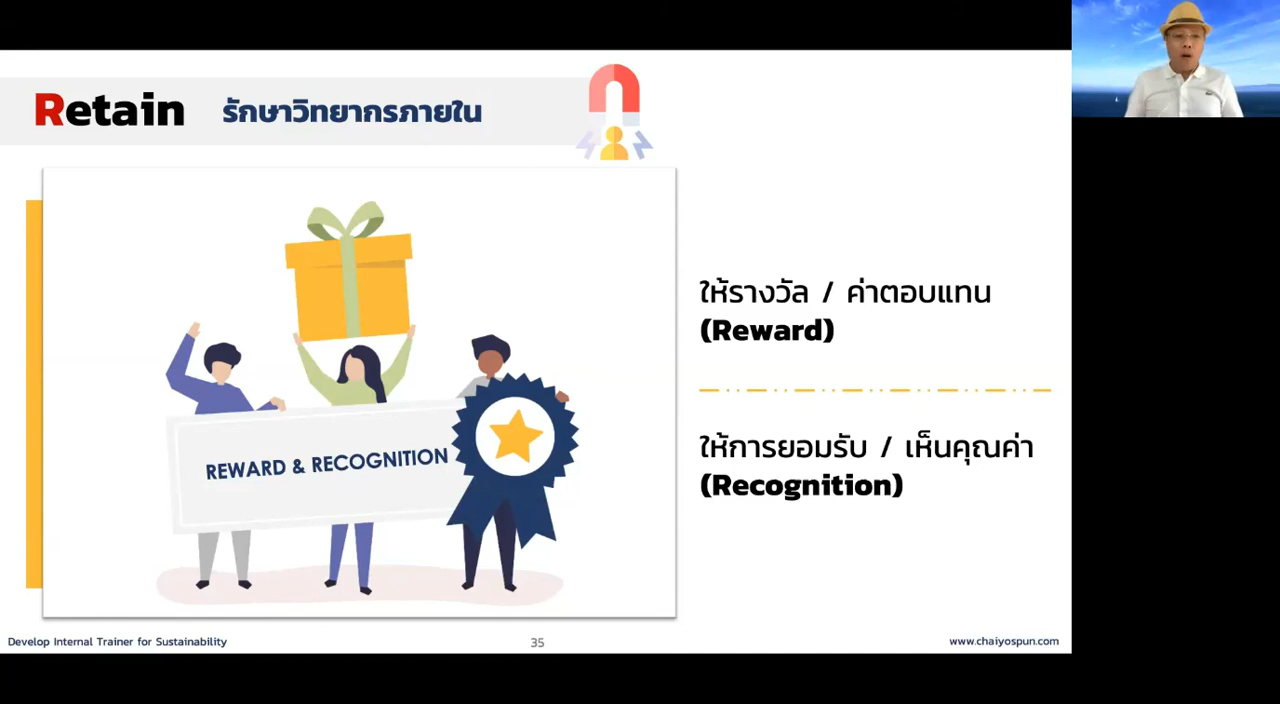 Retain รักษาวิทยากรภายใน
REWARD & RECOGNITION
ให้รางวัล / ค่าตอบแทน
(Reward)
ให้การยอมรับ / เห็นคุณค่า
(Recognition)
Develop Internal Trainer for Sustainability 35 www.chaiyospun.com